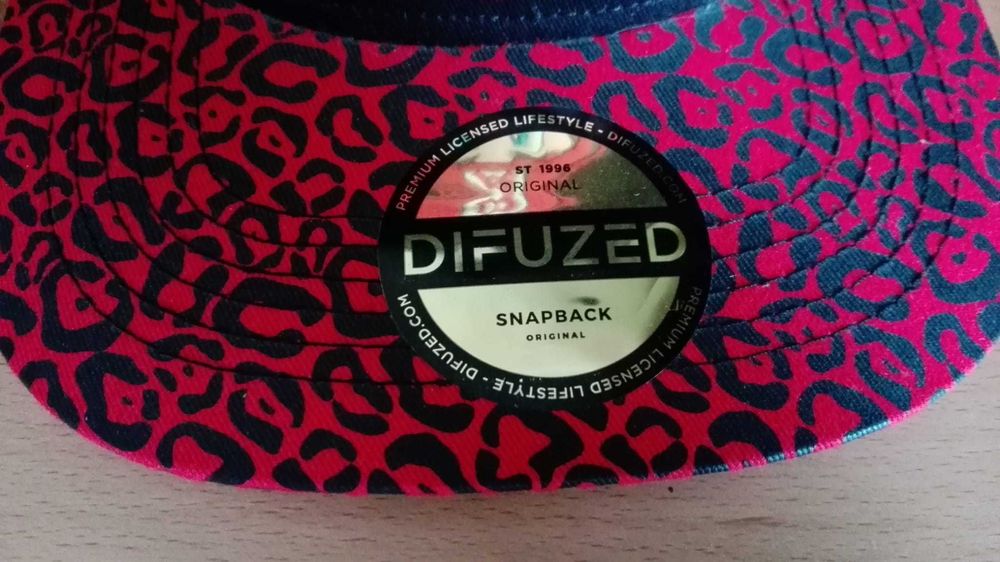 PREMIUM LICENSED LIFESTYLE - DIFUZED.COM
ST 1996
ORIGINAL
DIFUZED
SNAPBACK
ORIGINAL
PREMIUM LICENSED LIFESTYLE - DIFUZED.COM